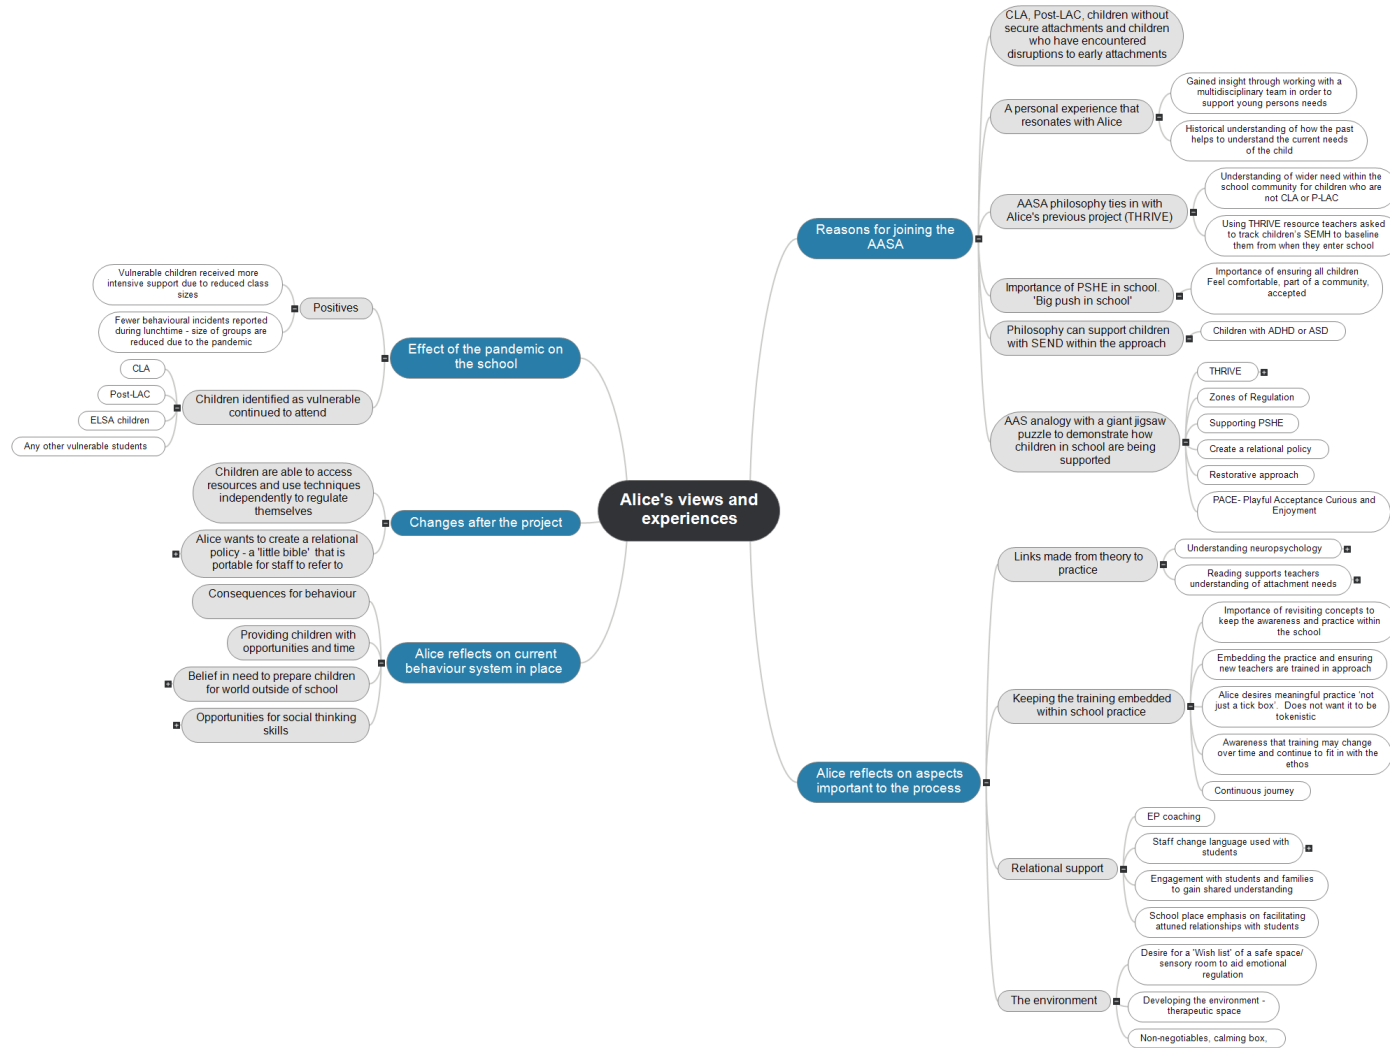 Alice's views and
experiences
Reasons for joining the
AASA
CLA, Post-LAC, children without
secure attachments and children
who have encountered
disruptions to early attachments
A personal experience that
resonates with Alice
Gained insight through working with a
multidisciplinary team in order to
support young persons needs
Historical understanding of how the past
helps to understand the current needs
of the child
AASA philosophy ties in with
Alice's previous project (THRIVE)
Understanding of wider need within the
school community for children who are
not CLA or P-LAC
Using THRIVE resource teachers asked
to track children's SEMH to baseline
them from when they enter school
Importance of PSHE in school.
'Big push in school'
Importance of ensuring all children
Feel comfortable, part of a community,
accepted
Philosophy can support children
with SEND within the approach
Children with ADHD or ASD
AAS analogy with a giant jigsaw
puzzle to demonstrate how
children in school are being
supported
THRIVE
Zones of Regulation
Supporting PSHE
Create a relational policy
Restorative approach
PACE- Playful Acceptance Curious and
Enjoyment
Alice reflects on aspects
important to the process
Links made from theory to
practice
Understanding neuropsychology
Reading supports teachers
understanding of attachment needs
Keeping the training embedded
within school practice
Importance of revisiting concepts to
keep the awareness and practice within
the school
Embedding the practice and ensuring
new teachers are trained in approach
Alice desires meaningful practice 'not
just a tick box'. Does not want it to be
tokenistic
Awareness that training may change
over time and continue to fit in with the
ethos
Continuous journey
Relational support
EP coaching
Staff change language used with
students
Engagement with students and families
to gain shared understanding
School place emphasis on facilitating
attuned relationships with students
The environment
Desire for a 'Wish list' of a safe space/
sensory room to aid emotional
regulation
Developing the environment -
therapeutic space
Non-negotiables, calming box,
Effect of the pandemic on
the school
Positives
Vulnerable children received more
intensive support due to reduced class
sizes
Fewer behavioural incidents reported
during lunchtime - size of groups are
reduced due to the pandemic
Children identified as vulnerable
continued to attend
CLA
Post-LAC
ELSA children
Any other vulnerable students
Changes after the project
Children are able to access
resources and use techniques
independently to regulate
themselves
Alice wants to create a relational
policy - a 'little bible' that is
portable for staff to refer to
Alice reflects on current
behaviour system in place
Consequences for behaviour
Providing children with
opportunities and time
Belief in need to prepare children
for world outside of school
Opportunities for social thinking
skills